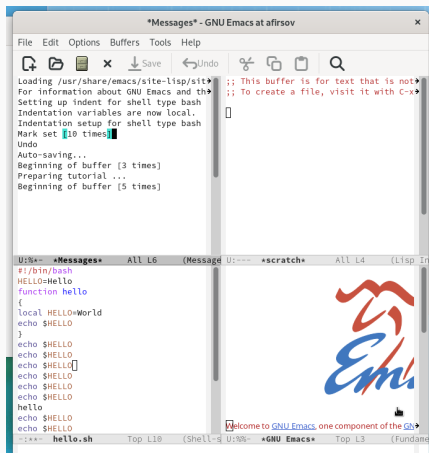 *Messages* - GNU Emacs at afirsov
File Edit Options Buffers Tools Help
Save Undo
Loading /usr/share/emacs/site-lisp/sit
For information about GNU Emacs and th
Setting up indent for shell type bash
Indentation variables are now local.
Indentation setup for shell type bash
Mark set [10 times]
Undo
Auto-saving...
Beginning of buffer [3 times]
Preparing tutorial ...
Beginning of buffer [5 times]
U:%*- *Messages* All L6 (Message
;; This buffer is for text that is not
;; To create a file, visit it with C-x
U:--- *scratch* All L4 (Lisp In
#!/bin/bash
HELLO=Hello
function hello
{
local HELLO=World
echo $HELLO
}
echo $HELLO
echo $HELLO
echo $HELLO
echo $HELLO
echo $HELLO
hello
echo $HELLO
echo $HELLO
-:**- hello.sh Top L10 (Shell-s
Em
Welcome to GNU Emacs, one component of the GN
U:%%- *GNU Emacs* Top L3 (Fundame